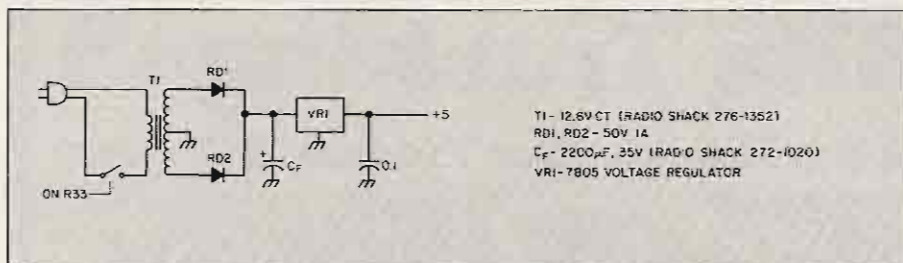 T1
RD1
RD2
ON R33
CF
VR1
0.1
+5
T1 - 12.6V CT (RADIO SHACK 276-1352)
RD1, RD2 - 50V 1A
CF - 2200µF, 35V (RADIO SHACK 272-1020)
VR1 - 7805 VOLTAGE REGULATOR